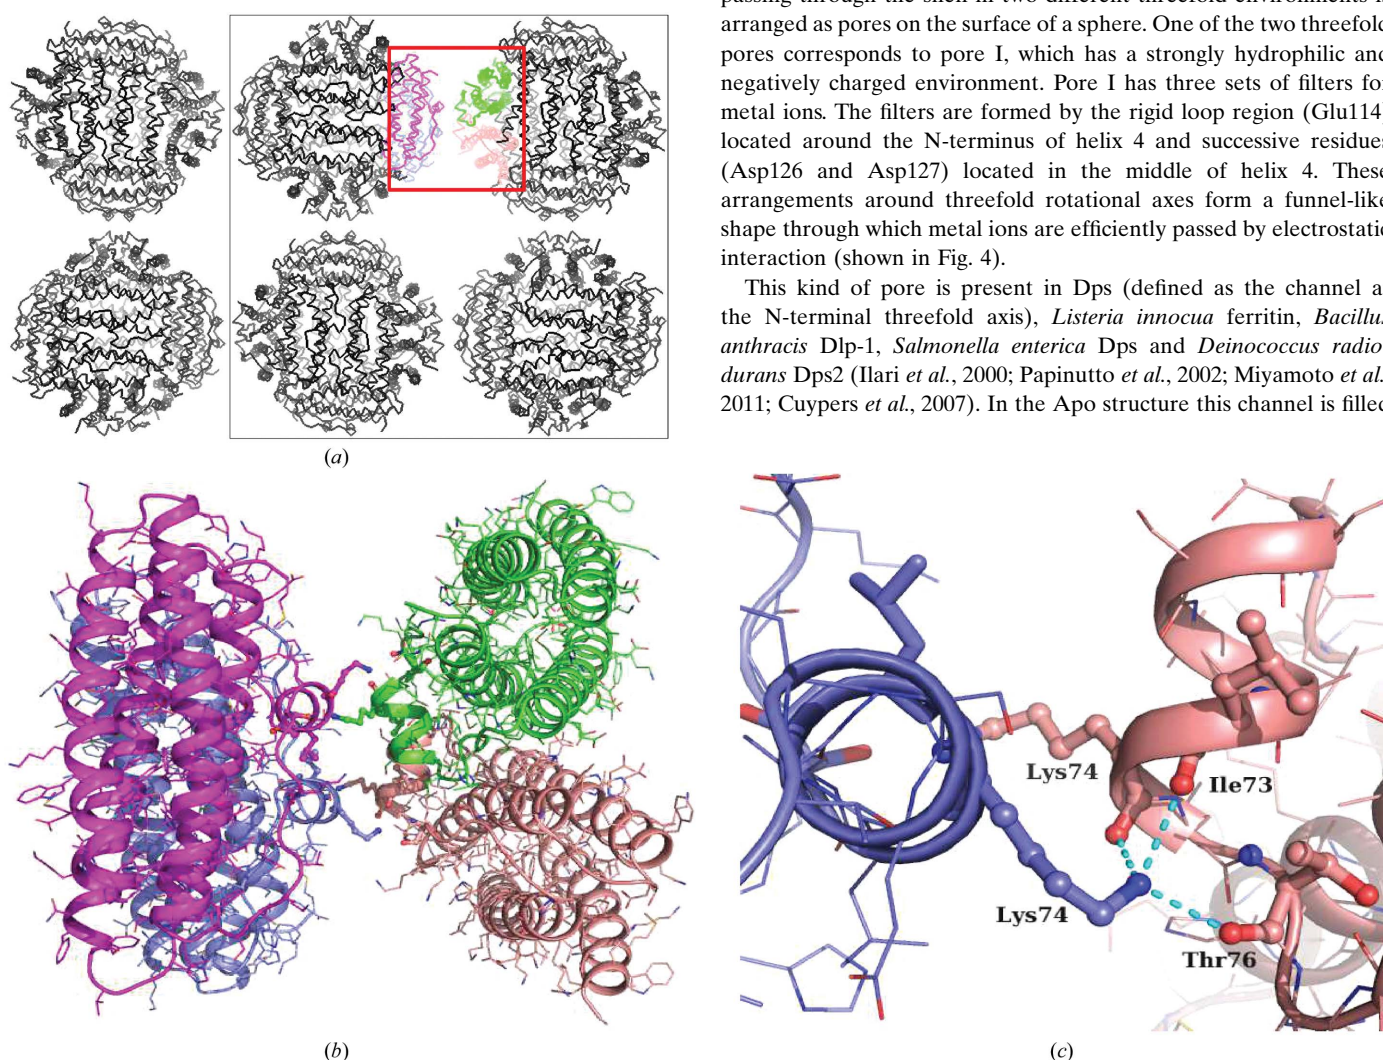 passing through the shell in two different threefold environments i
arranged as pores on the surface of a sphere. One of the two threefold
pores corresponds to pore I, which has a strongly hydrophilic and
negatively charged environment. Pore I has three sets of filters for
metal ions. The filters are formed by the rigid loop region (Glu114)
located around the N-terminus of helix 4 and successive residues
(Asp126 and Asp127) located in the middle of helix 4. These
arrangements around threefold rotational axes form a funnel-like
shape through which metal ions are efficiently passed by electrostatic
interaction (shown in Fig. 4).
This kind of pore is present in Dps (defined as the channel a
the N-terminal threefold axis), Listeria innocua ferritin, Bacillus
anthracis Dlp-1, Salmonella enterica Dps and Deinococcus radio-
durans Dps2 (Ilari et al., 2000; Papinutto et al., 2002; Miyamoto et al.,
2011; Cuypers et al., 2007). In the Apo structure this channel is filled
(a)
(b)
Lys74
Ile73
Lys74
Thr76
(c)